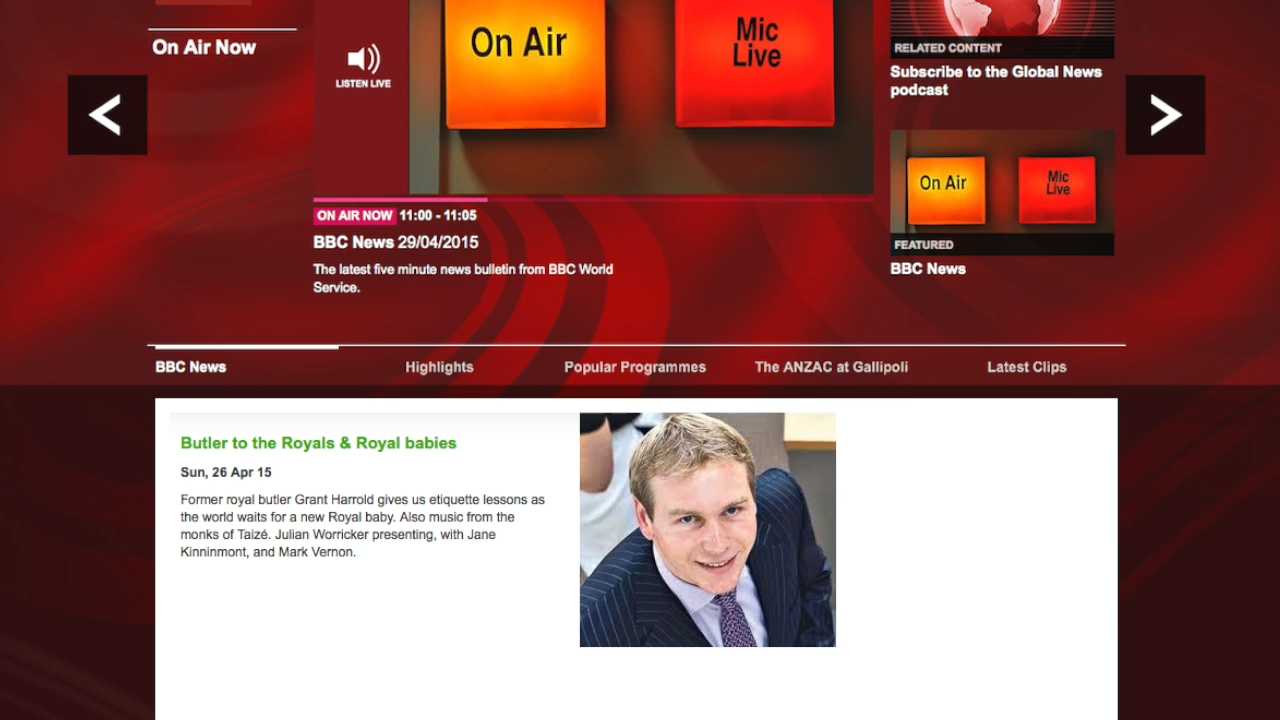 On Air Now
LISTEN LIVE
On Air
Mic
Live
ON AIR NOW 11:00 - 11:05
BBC News 29/04/2015
The latest five minute news bulletin from BBC World
Service.
RELATED CONTENT
Subscribe to the Global News
podcast
On Air
Mic
Live
FEATURED
BBC News
BBC News
Highlights
Popular Programmes
The ANZAC at Gallipoli
Latest Clips
Butler to the Royals & Royal babies
Sun, 26 Apr 15
Former royal butler Grant Harrold gives us etiquette lessons as
the world waits for a new Royal baby. Also music from the
monks of Taizé. Julian Worricker presenting, with Jane
Kinninmont, and Mark Vernon.